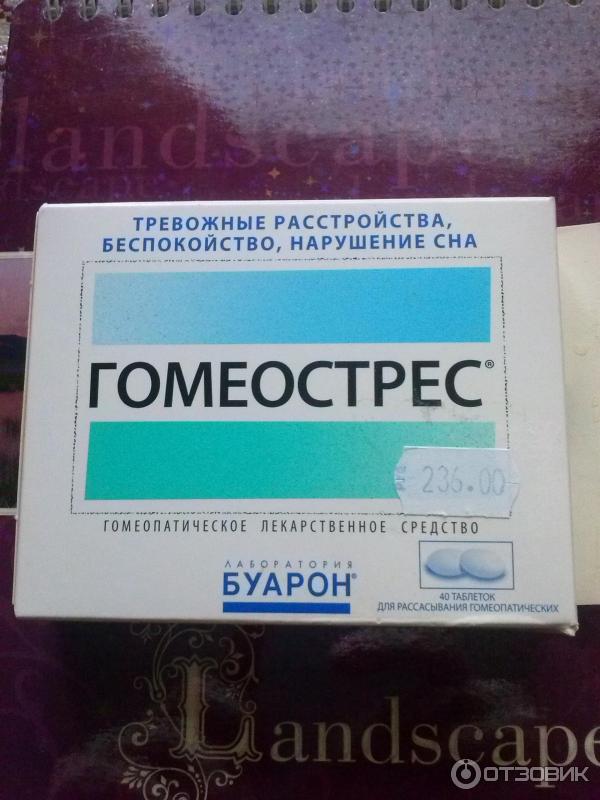 landscape
landscape
ТРЕВОЖНЫЕ РАССТРОЙСТВА,
БЕСПОКОЙСТВО, НАРУШЕНИЕ СНА
ГОМЕОСТРЕС®
236.00
ГОМЕОПАТИЧЕСКОЕ ЛЕКАРСТВЕННОЕ СРЕДСТВО
ЛАБОРАТОРИЯ
БУАРОН®
40 ТАБЛЕТОК
ДЛЯ РАССАСЫВАНИЯ ГОМЕОПАТИЧЕСКИХ
Landscape
ОТЗОВИК